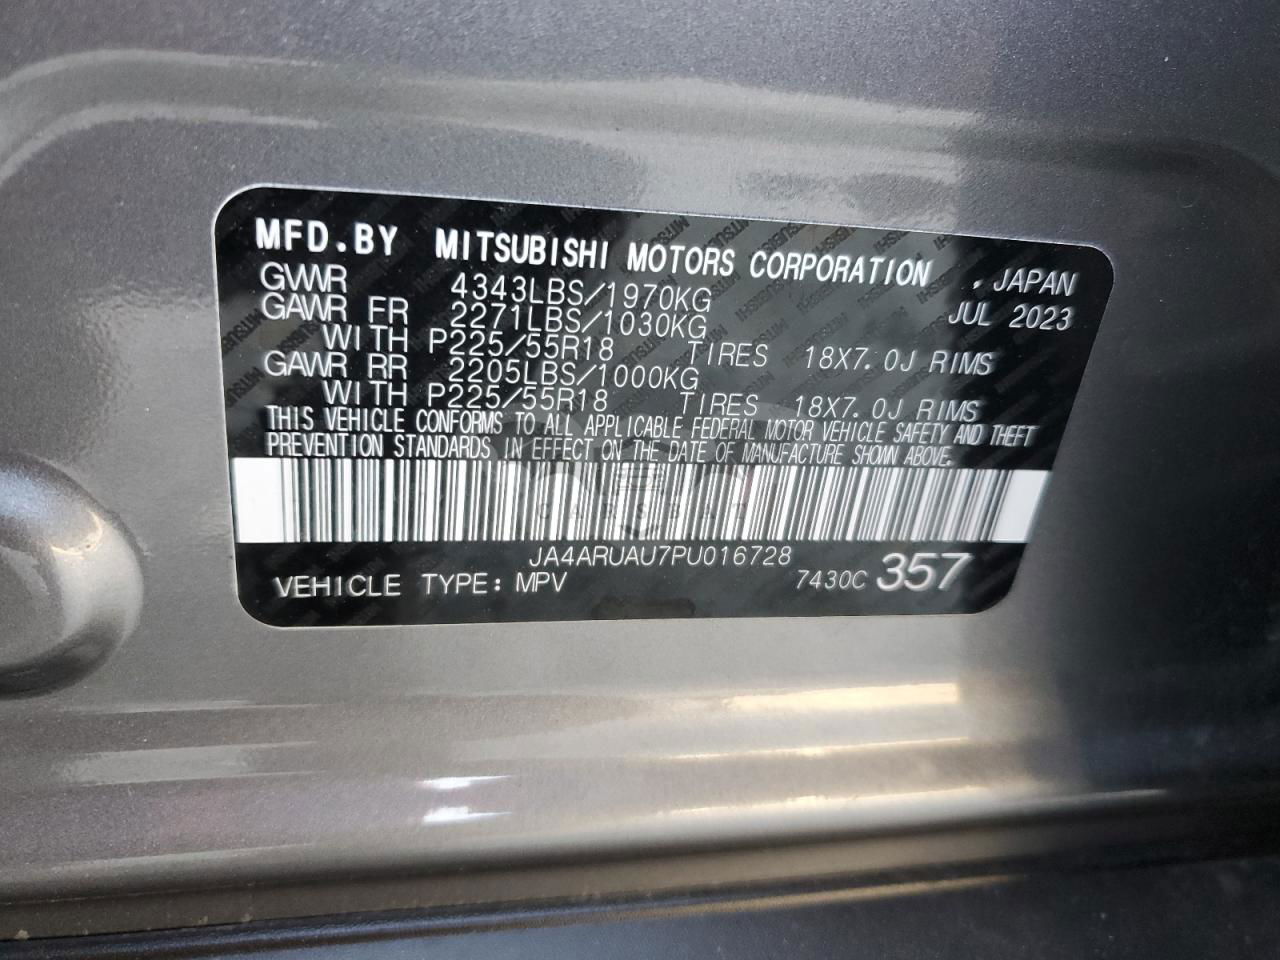 MFD.BY MITSUBISHI MOTORS CORPORATION . JAPAN
GVWR 4343LBS/1970KG JUL 2023
GAWR FR 2271LBS/1030KG
WITH P225/55R18 TIRES 18X7.0J RIMS
GAWR RR 2205LBS/1000KG
WITH P225/55R18 TIRES 18X7.0J RIMS
THIS VEHICLE CONFORMS TO ALL APPLICABLE FEDERAL MOTOR VEHICLE SAFETY AND THEFT
PREVENTION STANDARDS IN EFFECT ON THE DATE OF MANUFACTURE SHOWN ABOVE.
JA4ARUAU7PU016728
VEHICLE TYPE: MPV 7430C 357